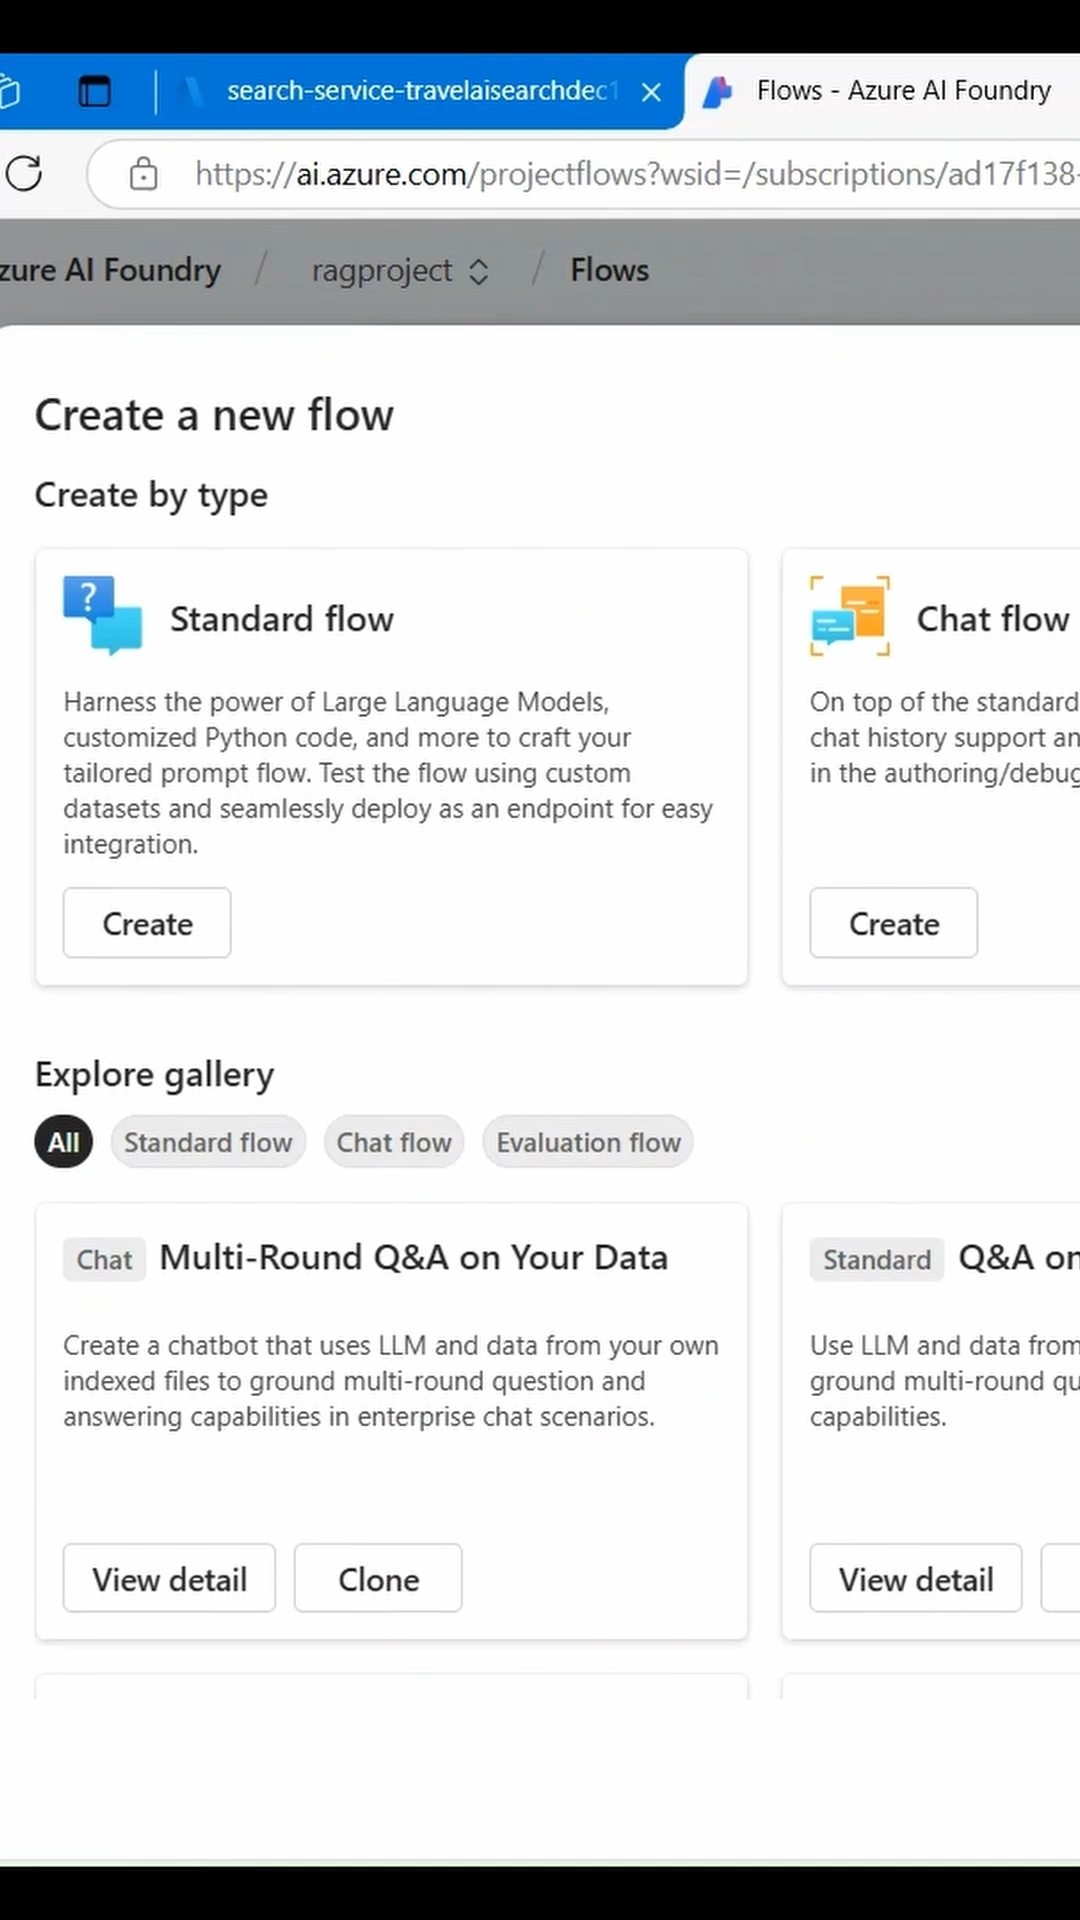 search-service-travelaisearchdec1
Flows - Azure AI Foundry
https://ai.azure.com/projectflows?wsid=/subscriptions/ad17f138-
zure AI Foundry / ragproject / Flows
Create a new flow
Create by type
?
Standard flow
Harness the power of Large Language Models,
customized Python code, and more to craft your
tailored prompt flow. Test the flow using custom
datasets and seamlessly deploy as an endpoint for easy
integration.
Create
Chat flow
On top of the standard
chat history support an
in the authoring/debug
Create
Explore gallery
All
Standard flow
Chat flow
Evaluation flow
Chat Multi-Round Q&A on Your Data
Create a chatbot that uses LLM and data from your own
indexed files to ground multi-round question and
answering capabilities in enterprise chat scenarios.
View detail
Clone
Standard Q&A on
Use LLM and data from
ground multi-round qu
capabilities.
View detail